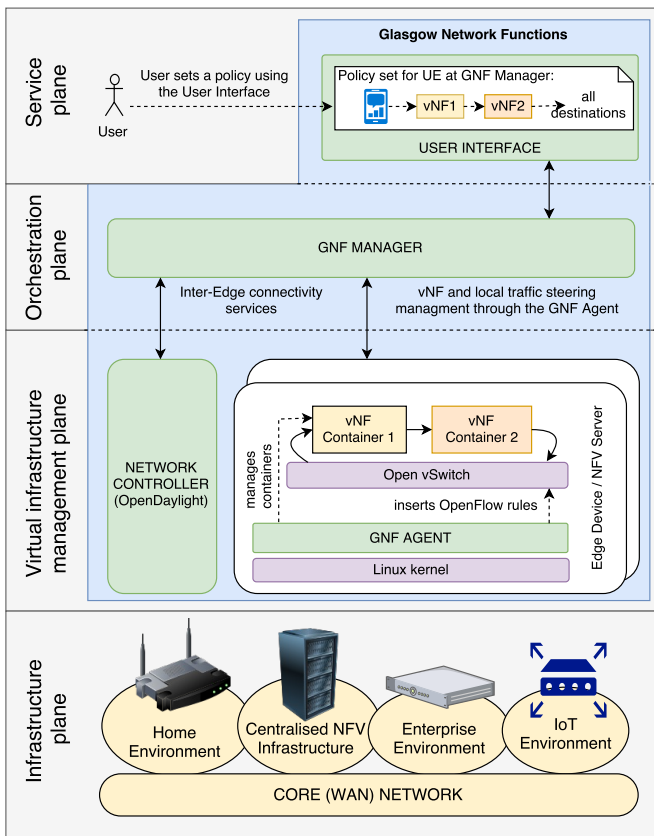 Glasgow Network Functions
Service
plane
User sets a policy using
the User Interface
User
Policy set for UE at GNF Manager:
vNF1
vNF2
all
destinations
USER INTERFACE
Orchestration
plane
GNF MANAGER
Inter-Edge connectivity
services
vNF and local traffic steering
managment through the GNF Agent
Virtual infrastructure
management plane
NETWORK
CONTROLLER
(OpenDaylight)
manages
containers
vNF
Container 1
vNF
Container 2
Open vSwitch
inserts OpenFlow rules
GNF AGENT
Linux kernel
Edge Device / NFV Server
Infrastructure
plane
Home
Environment
Centralised NFV
Infrastructure
Enterprise
Environment
IoT
Environment
CORE (WAN) NETWORK